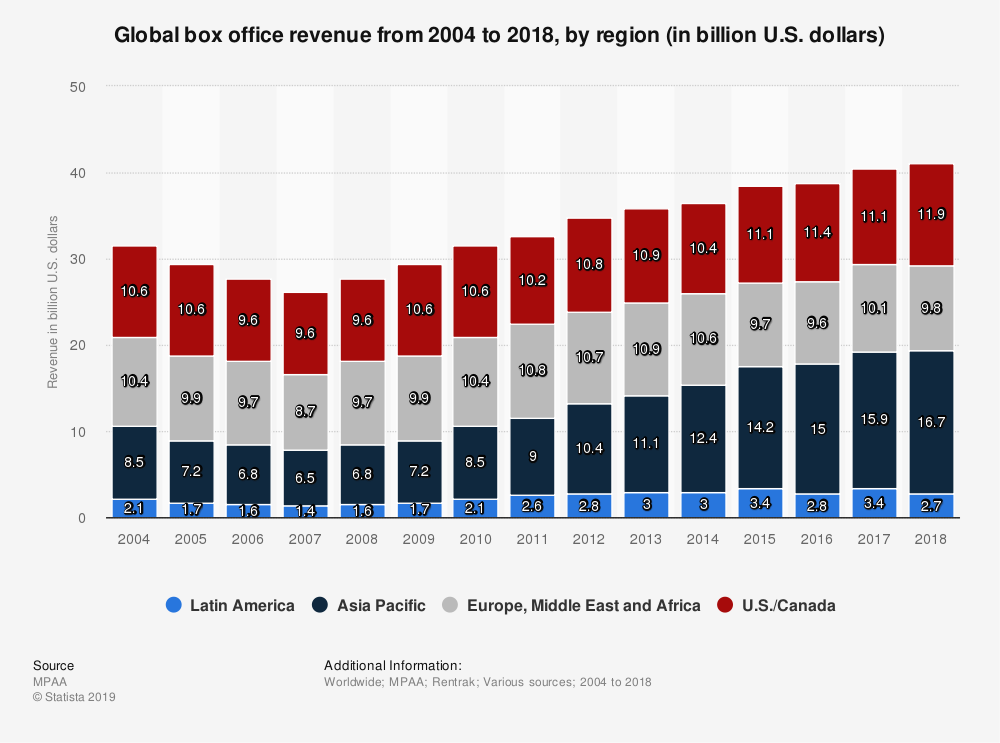 Global box office revenue from 2004 to 2018, by region (in billion U.S. dollars)
Revenue in billion U.S. dollars
50
40
30
20
10
0
10.6 10.6 9.6 9.6 9.6 10.6 10.6 10.2 10.8 10.9 10.4 11.1 11.4 11.1 11.9
10.4 9.9 9.7 8.7 9.7 9.9 10.4 10.8 10.7 10.9 10.6 9.7 9.6 10.1 9.8
8.5 7.2 6.8 6.5 6.8 7.2 8.5 9 10.4 11.1 12.4 14.2 15 15.9 16.7
2.1 1.7 1.6 1.4 1.6 1.7 2.1 2.6 2.8 3 3 3.4 2.8 3.4 2.7
2004 2005 2006 2007 2008 2009 2010 2011 2012 2013 2014 2015 2016 2017 2018
Latin America Asia Pacific Europe, Middle East and Africa U.S./Canada
Source
MPAA
© Statista 2019
Additional Information:
Worldwide; MPAA; Rentrak; Various sources; 2004 to 2018